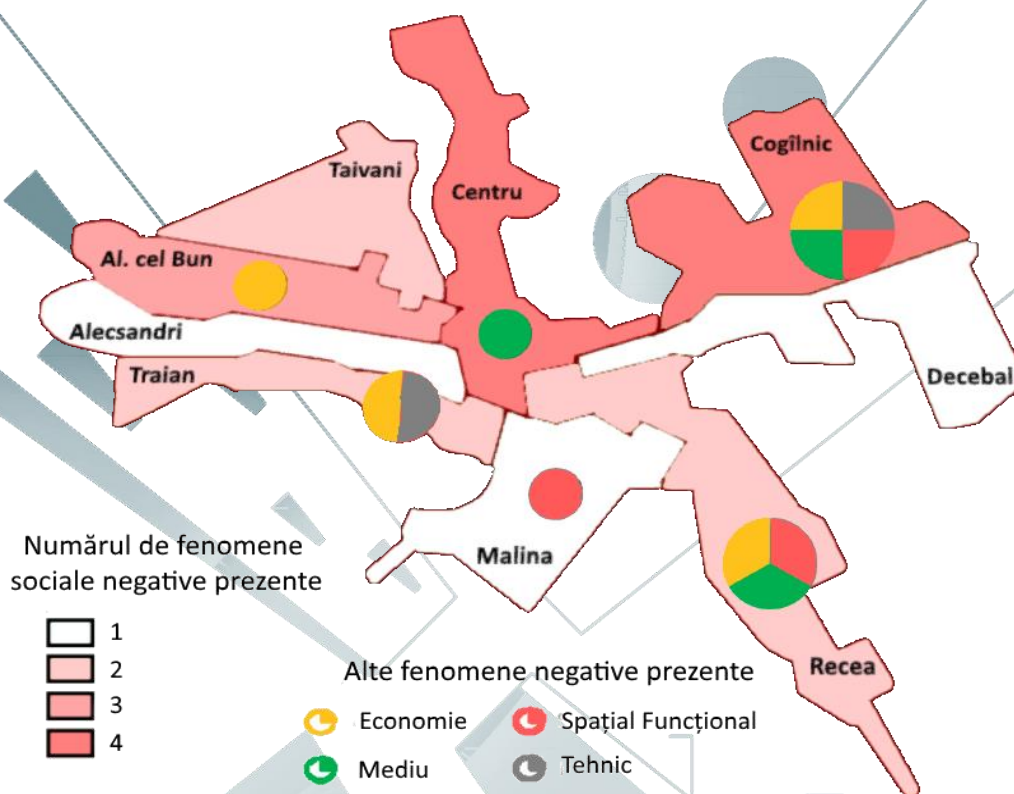 Cogîlnic
Taivani
Centru
Al. cel Bun
Alecsandri
Traian
Decebal
Malina
Recea
Numărul de fenomene
sociale negative prezente
1
2
3
4
Alte fenomene negative prezente
Economie
Spațial Funcțional
Mediu
Tehnic